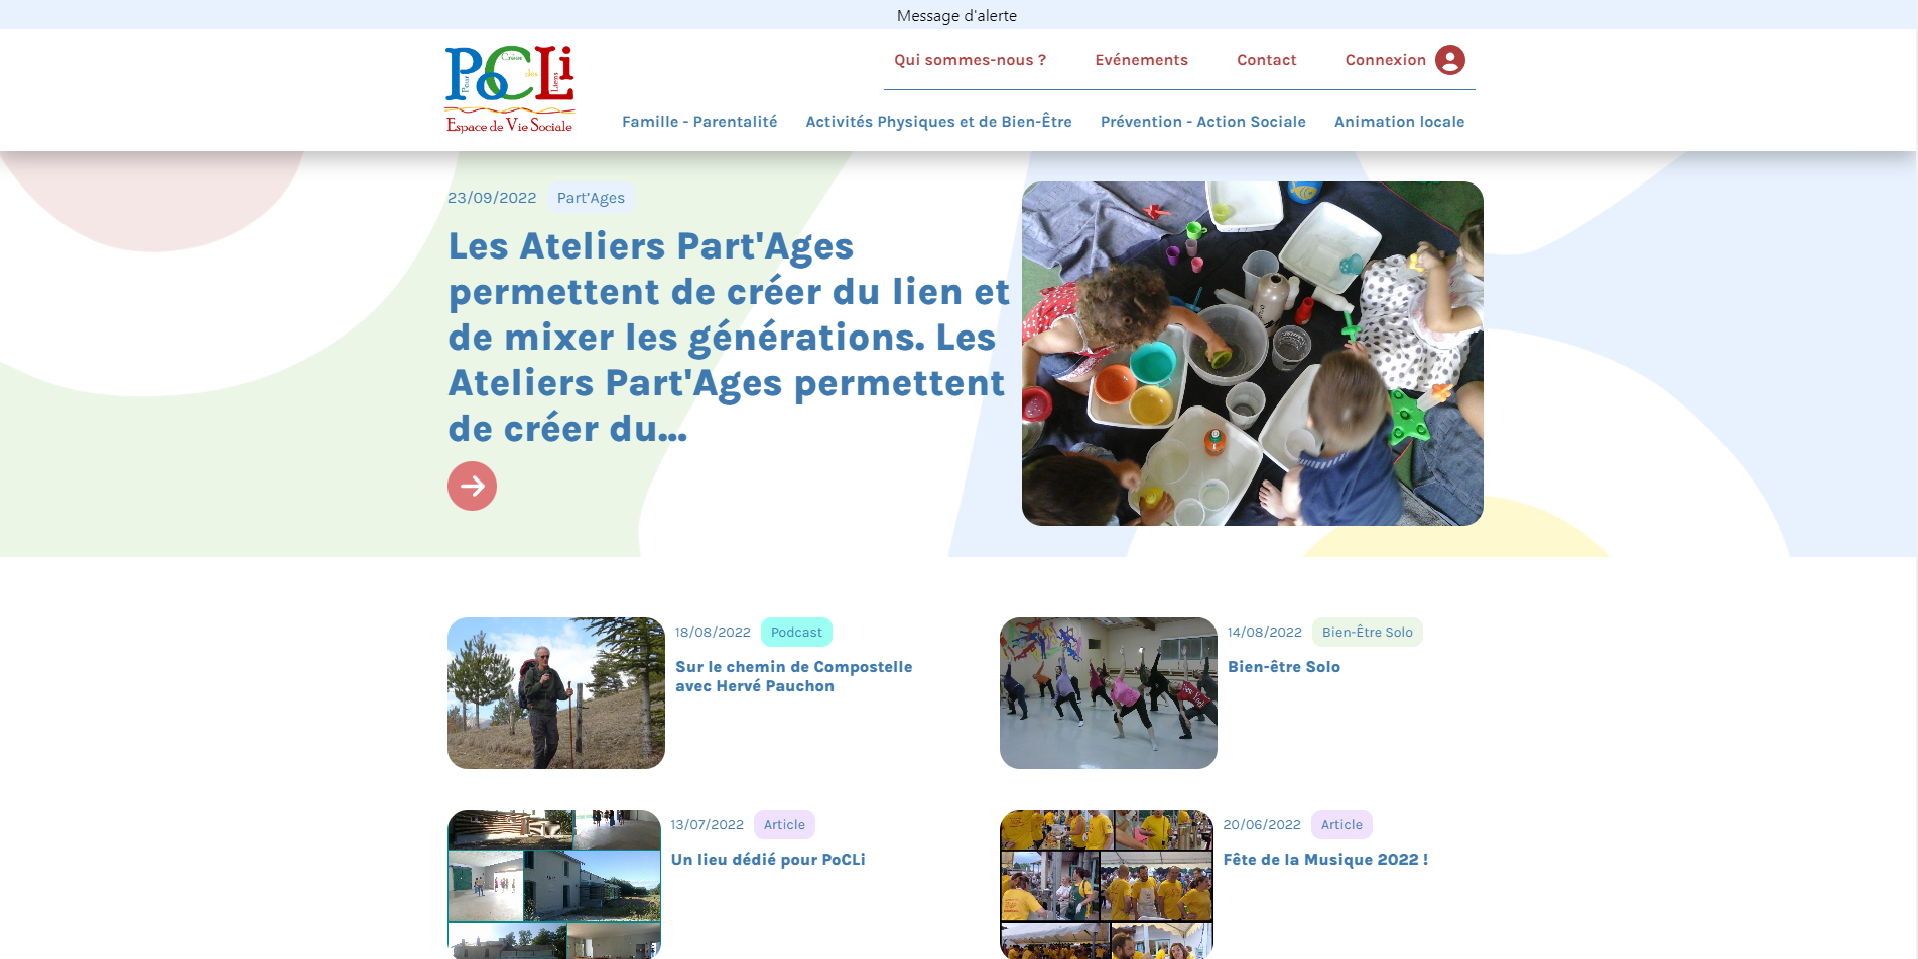 Message d'alerte
PoCLi
Pour
Créer
des
Liens
Espace de Vie Sociale
Qui sommes-nous ?
Evénements
Contact
Connexion
Famille - Parentalité
Activités Physiques et de Bien-Être
Prévention - Action Sociale
Animation locale
23/09/2022
Part'Ages
Les Ateliers Part'Ages
permettent de créer du lien et
de mixer les générations. Les
Ateliers Part'Ages permettent
de créer du...
18/08/2022
Podcast
Sur le chemin de Compostelle
avec Hervé Pauchon
14/08/2022
Bien-Être Solo
Bien-être Solo
13/07/2022
Article
Un lieu dédié pour PoCLi
20/06/2022
Article
Fête de la Musique 2022 !